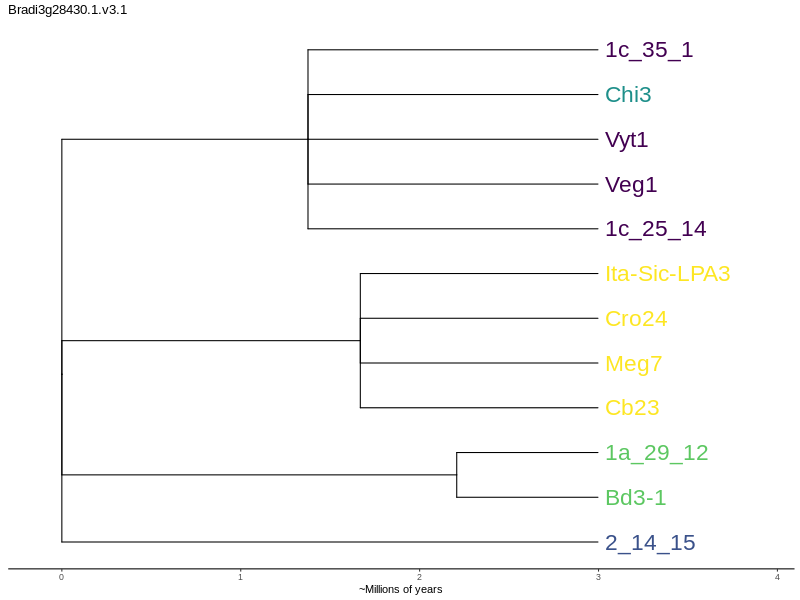 Bradi3g28430.1.v3.1
1c_35_1
Chi3
Vyt1
Veg1
1c_25_14
Ita-Sic-LPA3
Cro24
Meg7
Cb23
1a_29_12
Bd3-1
2_14_15
0 1 2 3 4
~Millions of years